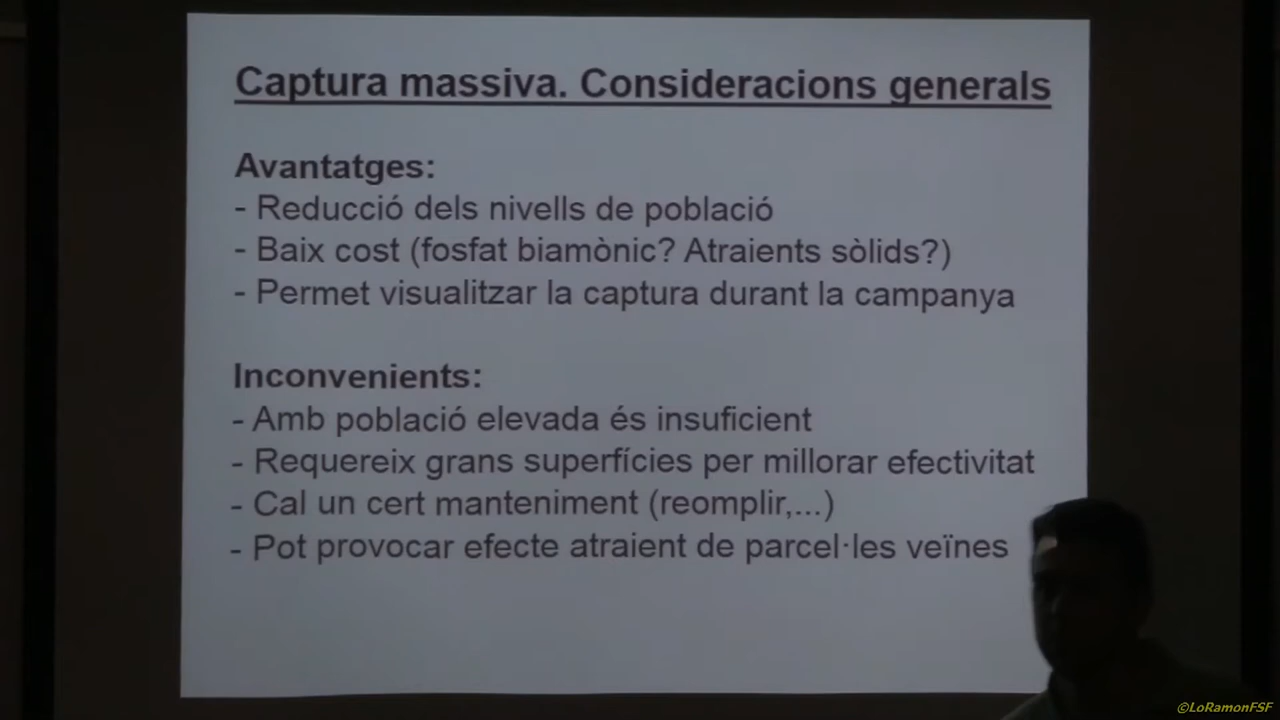 Captura massiva. Consideracions generals
Avantatges:
- Reducció dels nivells de població
- Baix cost (fosfat biamònic? Atraients sòlids?)
- Permet visualitzar la captura durant la campanya
Inconvenients:
- Amb població elevada és insuficient
- Requereix grans superfícies per millorar efectivitat
- Cal un cert manteniment (reomplir,...)
- Pot provocar efecte atraient de parcel·les veïnes
©LoRamonFSF